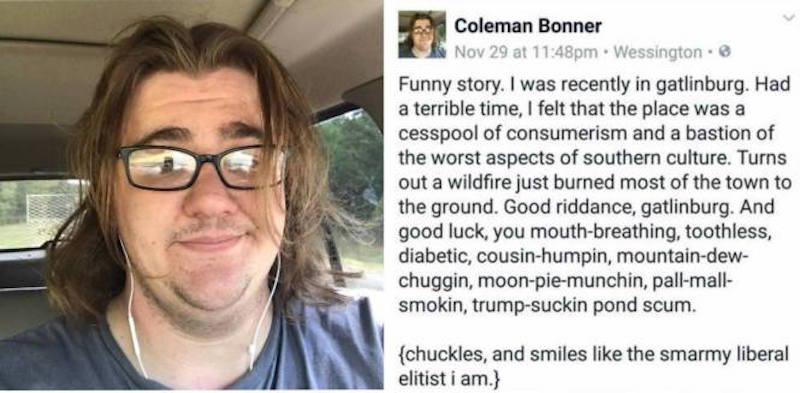 Coleman Bonner
Nov 29 at 11:48pm • Wessington •
Funny story. I was recently in gatlinburg. Had
a terrible time, I felt that the place was a
cesspool of consumerism and a bastion of
the worst aspects of southern culture. Turns
out a wildfire just burned most of the town to
the ground. Good riddance, gatlinburg. And
good luck, you mouth-breathing, toothless,
diabetic, cousin-humpin, mountain-dew-
chuggin, moon-pie-munchin, pall-mall-
smokin, trump-suckin pond scum.
{chuckles, and smiles like the smarmy liberal
elitist i am.}